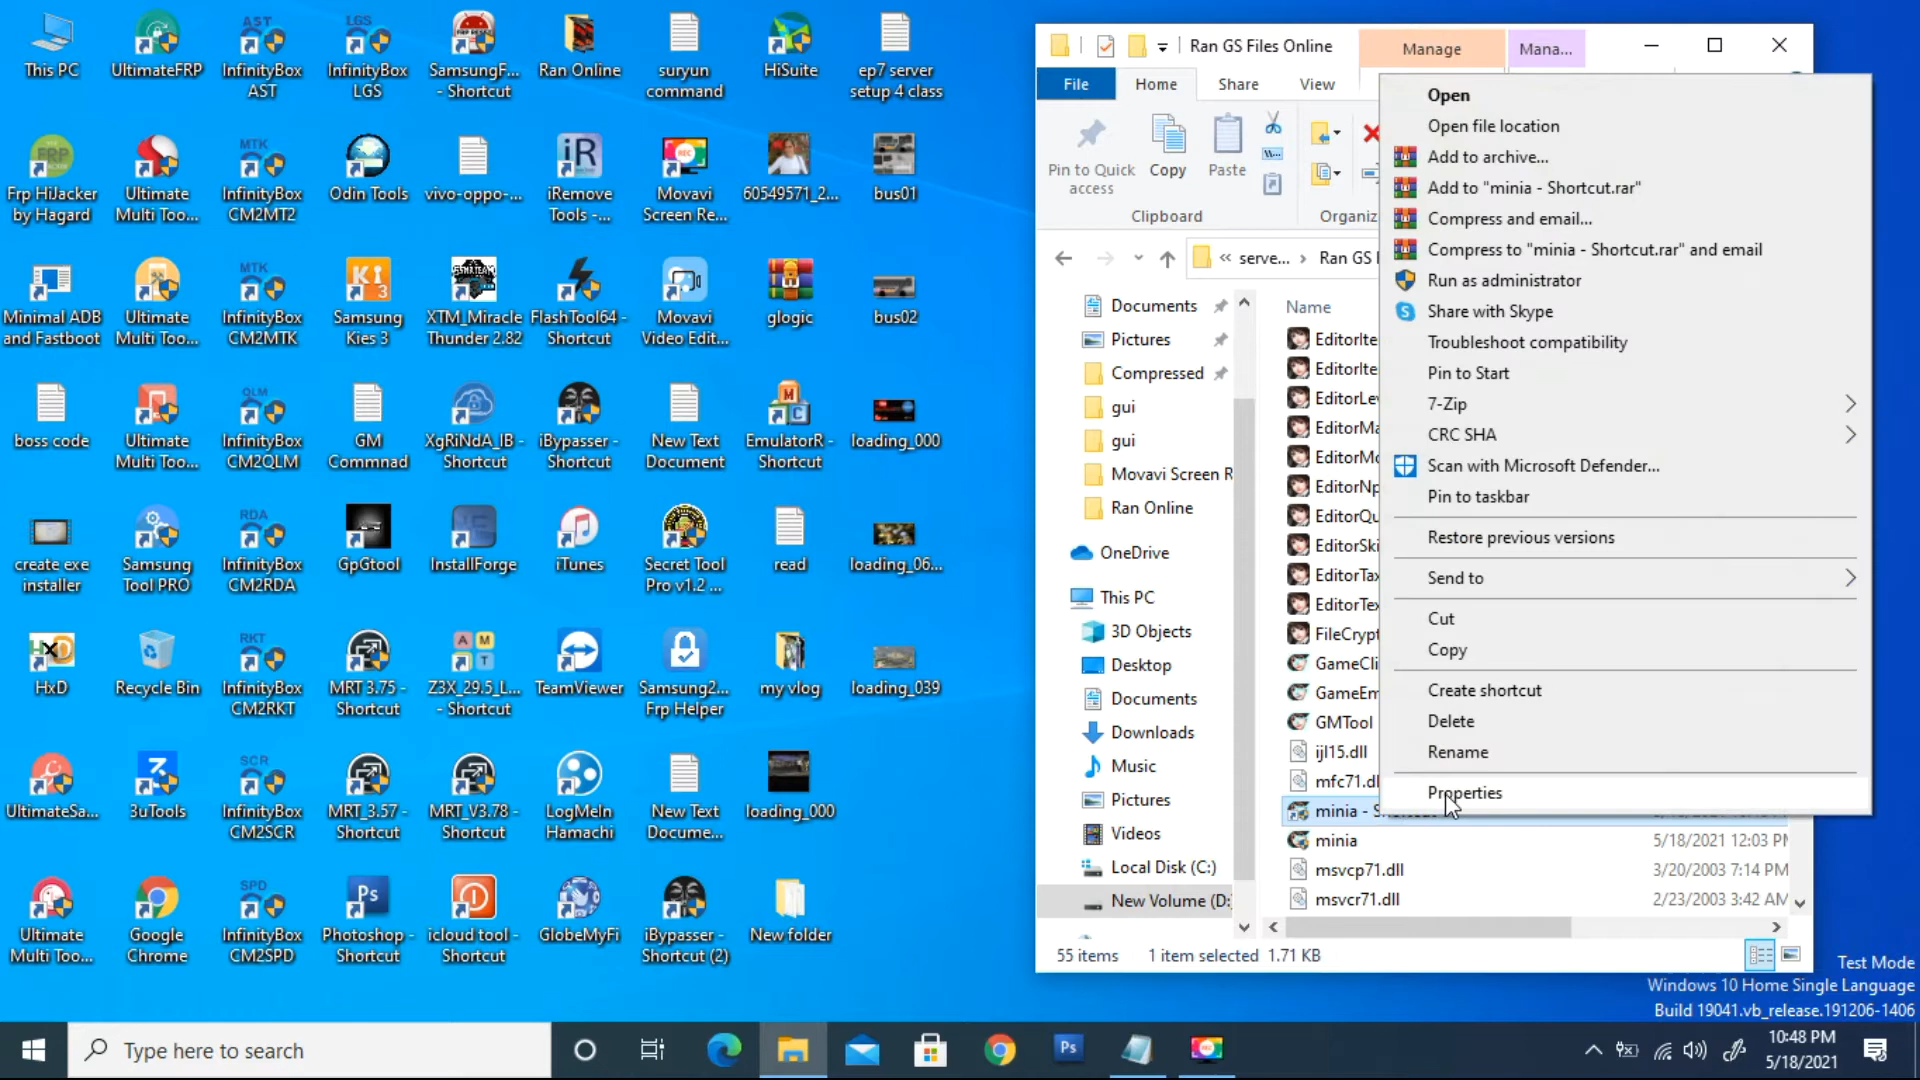 This PC
UltimateFRP
InfinityBox
AST
InfinityBox
LGS
SamsungF...
- Shortcut
Ran Online
suryun
command
HiSuite
ep7 server
setup 4 class
Frp HiJacker
by Hagard
Ultimate
Multi Too...
InfinityBox
CM2MT2
Odin Tools
vivo-oppo-...
iRemove
Tools -...
Movavi
Screen Re...
60549571_2...
bus01
Minimal ADB
and Fastboot
Ultimate
Multi Too...
InfinityBox
CM2MTK
Samsung
Kies 3
XTM_Miracle
Thunder 2.82
FlashTool64 -
Shortcut
Movavi
Video Edit...
glogic
bus02
boss code
Ultimate
Multi Too...
InfinityBox
CM2QLM
GM
Commnad
XgRiNdA_IB -
Shortcut
iBypasser -
Shortcut
New Text
Document
EmulatorR -
Shortcut
loading_000
create exe
installer
Samsung
Tool PRO
InfinityBox
CM2RDA
GpGtool
InstallForge
iTunes
Secret Tool
Pro v1.2 ...
read
loading_06...
HxD
Recycle Bin
InfinityBox
CM2RKT
MRT 3.75 -
Shortcut
Z3X_29.5_L...
- Shortcut
TeamViewer
Samsung2...
Frp Helper
my vlog
loading_039
UltimateSa...
3uTools
InfinityBox
CM2SCR
MRT_3.57 -
Shortcut
MRT_V3.78 -
Shortcut
LogMeIn
Hamachi
New Text
Docume...
loading_000
Ultimate
Multi Too...
Google
Chrome
InfinityBox
CM2SPD
Photoshop -
Shortcut
icloud tool -
Shortcut
GlobeMyFi
iBypasser -
Shortcut (2)
New folder
Ran GS Files Online
Manage
Mana...
File
Home
Share
View
Pin to Quick
access
Copy
Paste
Clipboard
Organiz
« serve... › Ran GS
Documents
Pictures
Compressed
gui
gui
Movavi Screen R
Ran Online
OneDrive
This PC
3D Objects
Desktop
Documents
Downloads
Music
Pictures
Videos
Local Disk (C:)
New Volume (D:
Name
EditorIte
EditorIte
EditorLev
EditorMa
EditorMo
EditorNp
EditorQu
EditorSki
EditorTax
EditorTex
FileCrypt
GameCli
GameEm
GMTool
ijl15.dll
mfc71.dl
minia -
minia
5/18/2021 12:03 PM
msvcp71.dll
3/20/2003 7:14 PM
msvcr71.dll
2/23/2003 3:42 AM
55 items
1 item selected 1.71 KB
Open
Open file location
Add to archive...
Add to "minia - Shortcut.rar"
Compress and email...
Compress to "minia - Shortcut.rar" and email
Run as administrator
Share with Skype
Troubleshoot compatibility
Pin to Start
7-Zip
CRC SHA
Scan with Microsoft Defender...
Pin to taskbar
Restore previous versions
Send to
Cut
Copy
Create shortcut
Delete
Rename
Properties
Test Mode
Windows 10 Home Single Language
Build 19041.vb_release.191206-1406
Type here to search
10:48 PM
5/18/2021